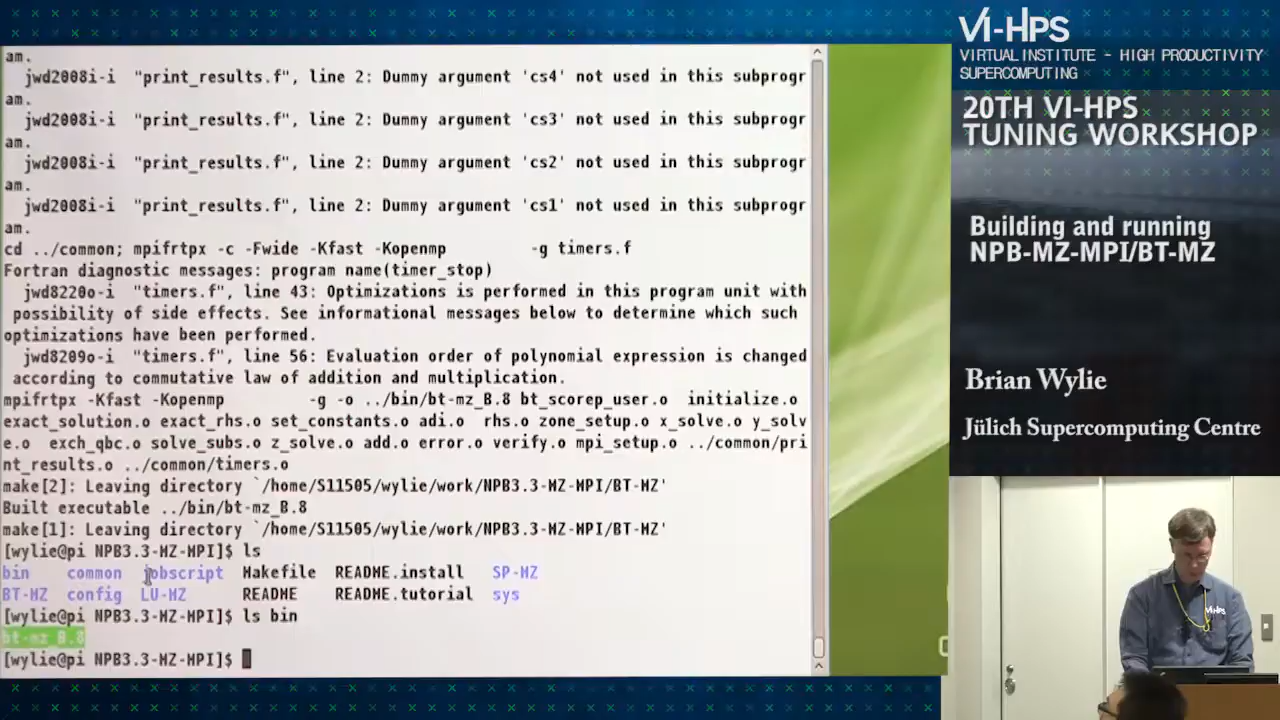 am.
jwd2008i-i "print_results.f", line 2: Dummy argument 'cs4' not used in this subprogr
am.
jwd2008i-i "print_results.f", line 2: Dummy argument 'cs3' not used in this subprogr
am.
jwd2008i-i "print_results.f", line 2: Dummy argument 'cs2' not used in this subprogr
am.
jwd2008i-i "print_results.f", line 2: Dummy argument 'cs1' not used in this subprogr
am.
cd ../common; mpifrtpx -c -Fwide -Kfast -Kopenmp -g timers.f
Fortran diagnostic messages: program name(timer_stop)
jwd8220o-i "timers.f", line 43: Optimizations is performed in this program unit with
possibility of side effects. See informational messages below to determine which such
optimizations have been performed.
jwd8209o-i "timers.f", line 56: Evaluation order of polynomial expression is changed
according to commutative law of addition and multiplication.
mpifrtpx -Kfast -Kopenmp -g -o ../bin/bt-mz_B.8 bt_scorep_user.o initialize.o
exact_solution.o exact_rhs.o set_constants.o adi.o rhs.o zone_setup.o x_solve.o y_solv
e.o exch_qbc.o solve_subs.o z_solve.o add.o error.o verify.o mpi_setup.o ../common/pri
nt_results.o ../common/timers.o
make[2]: Leaving directory `/home/S11505/wylie/work/NPB3.3-MZ-MPI/BT-MZ'
Built executable ../bin/bt-mz_B.8
make[1]: Leaving directory `/home/S11505/wylie/work/NPB3.3-MZ-MPI/BT-MZ'
[wylie@pi NPB3.3-MZ-MPI]$ ls
bin common jobscript Makefile README.install SP-MZ
BT-MZ config LU-MZ README README.tutorial sys
[wylie@pi NPB3.3-MZ-MPI]$ ls bin
bt-mz_B.8
[wylie@pi NPB3.3-MZ-MPI]$
VI-HPS
VIRTUAL INSTITUTE - HIGH PRODUCTIVITY
SUPERCOMPUTING
20TH VI-HPS
TUNING WORKSHOP
Building and running
NPB-MZ-MPI/BT-MZ
Brian Wylie
Jülich Supercomputing Centre
VI-HPS